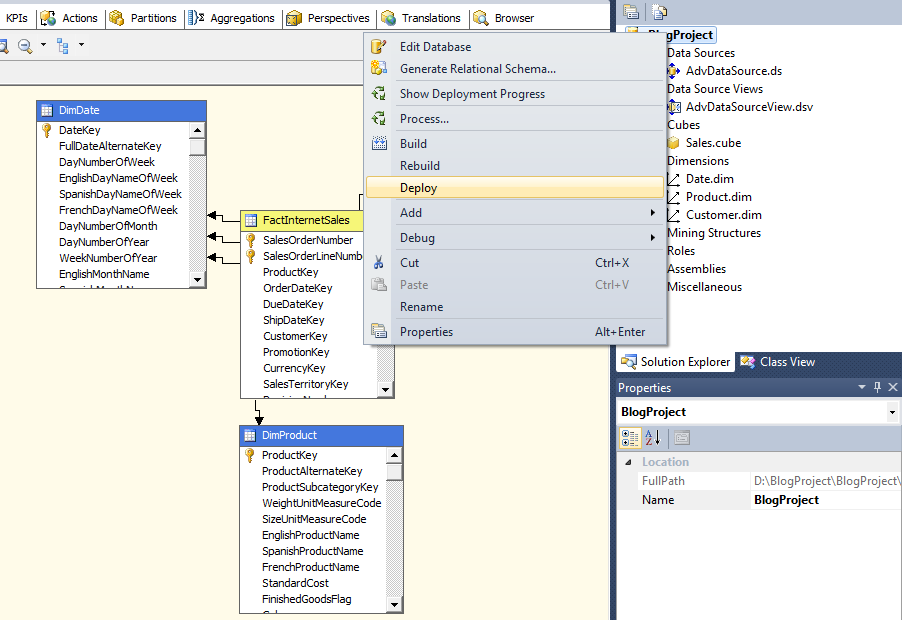 KPIs Actions Partitions Aggregations Perspectives Translations Browser
DimDate
DateKey
FullDateAlternateKey
DayNumberOfWeek
EnglishDayNameOfWeek
SpanishDayNameOfWeek
FrenchDayNameOfWeek
DayNumberOfMonth
DayNumberOfYear
WeekNumberOfYear
EnglishMonthName
FactInternetSales
SalesOrderNumber
SalesOrderLineNumb
ProductKey
OrderDateKey
DueDateKey
ShipDateKey
CustomerKey
PromotionKey
CurrencyKey
SalesTerritoryKey
DimProduct
ProductKey
ProductAlternateKey
ProductSubcategoryKey
WeightUnitMeasureCode
SizeUnitMeasureCode
EnglishProductName
SpanishProductName
FrenchProductName
StandardCost
FinishedGoodsFlag
Edit Database
Generate Relational Schema...
Show Deployment Progress
Process...
Build
Rebuild
Deploy
Add
Debug
Cut Ctrl+X
Paste Ctrl+V
Rename
Properties Alt+Enter
BlogProject
Data Sources
AdvDataSource.ds
Data Source Views
AdvDataSourceView.dsv
Cubes
Sales.cube
Dimensions
Date.dim
Product.dim
Customer.dim
Mining Structures
Roles
Assemblies
Miscellaneous
Solution Explorer Class View
Properties
BlogProject
Location
FullPath D:\BlogProject\BlogProject\
Name BlogProject